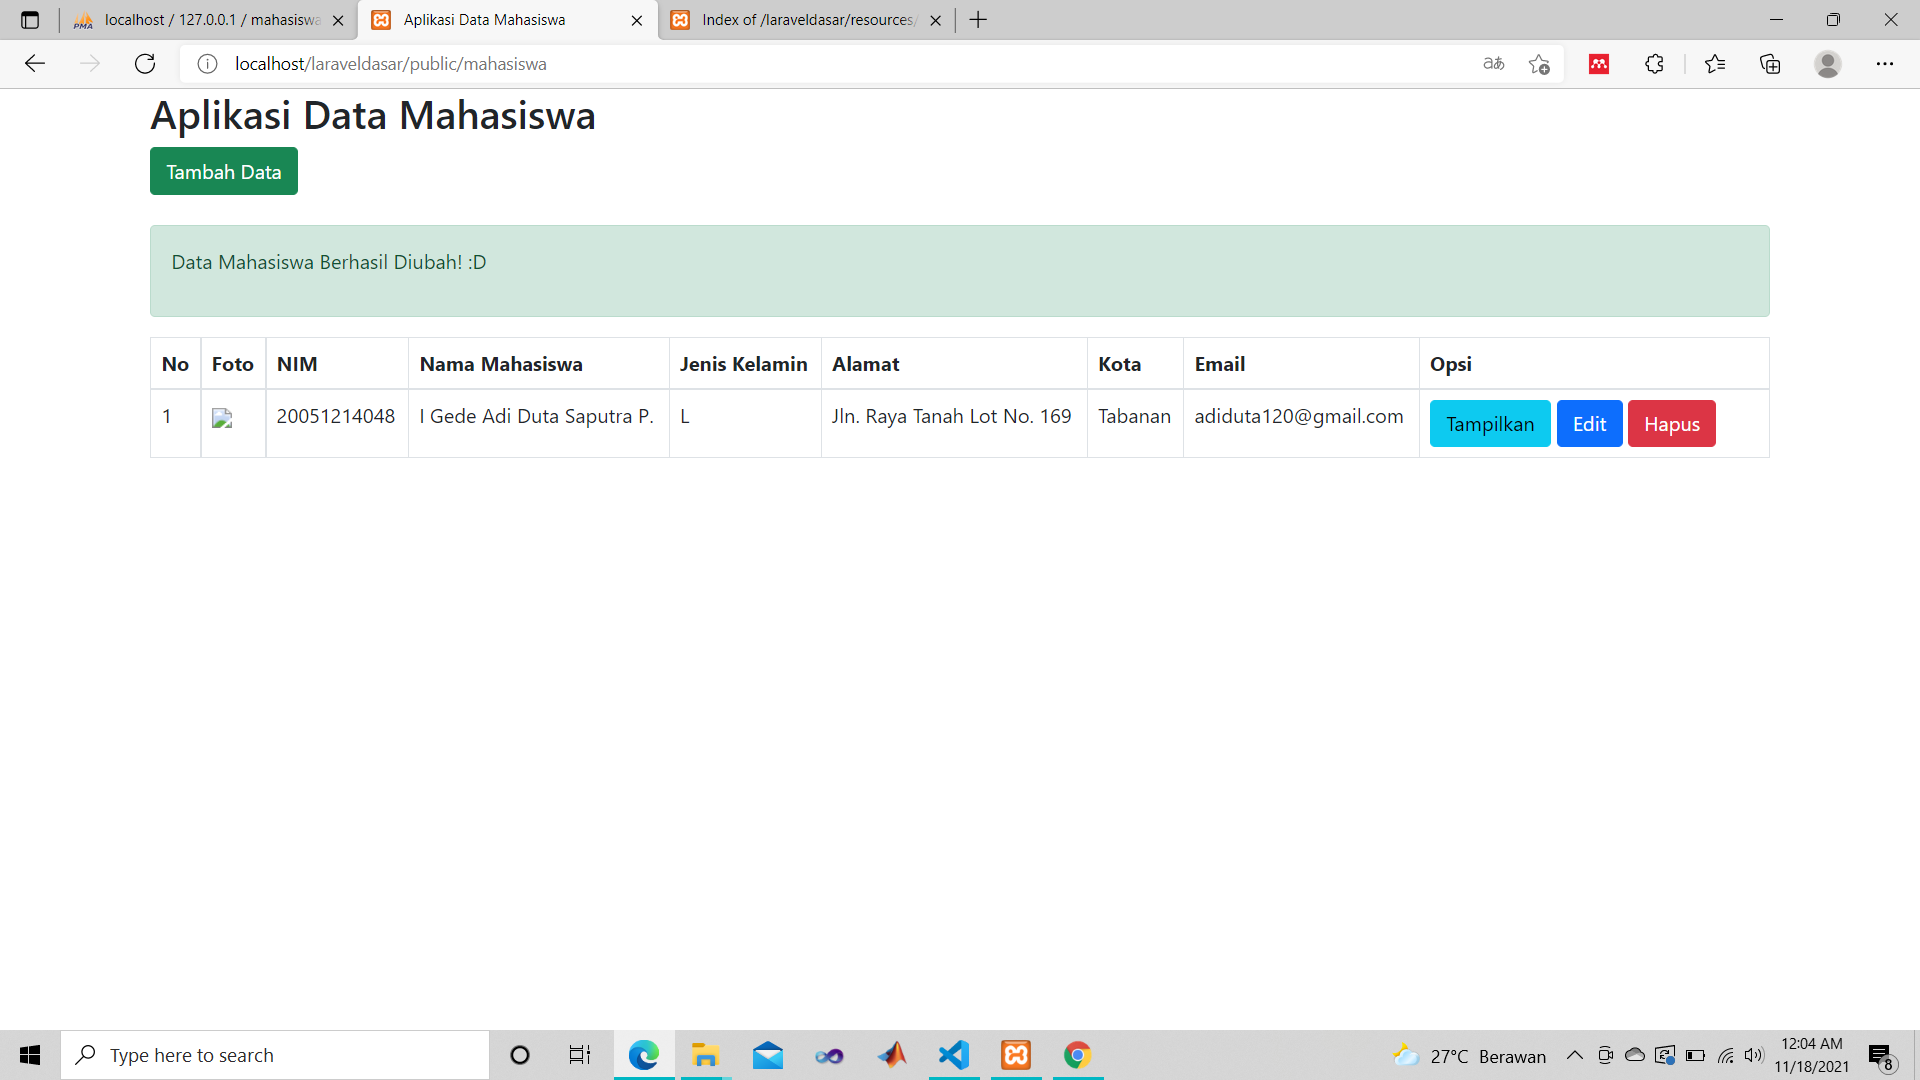 localhost / 127.0.0.1 / mahasiswa
Aplikasi Data Mahasiswa
Index of /laraveldasar/resources/
localhost/laraveldasar/public/mahasiswa
Aplikasi Data Mahasiswa
Tambah Data
Data Mahasiswa Berhasil Diubah! :D
No Foto NIM Nama Mahasiswa Jenis Kelamin Alamat Kota Email Opsi
1 20051214048 I Gede Adi Duta Saputra P. L Jln. Raya Tanah Lot No. 169 Tabanan adiduta120@gmail.com Tampilkan Edit Hapus
Type here to search
27°C Berawan
12:04 AM
11/18/2021
8